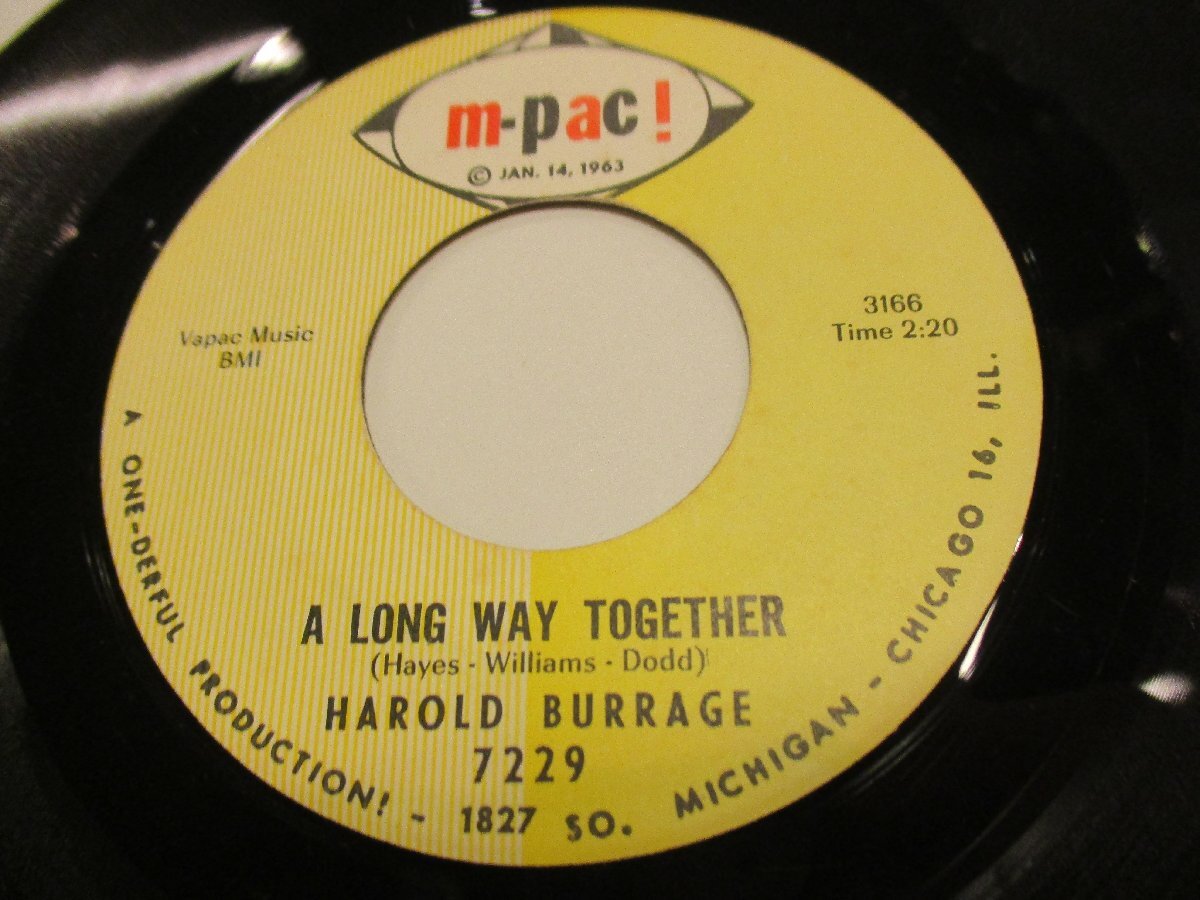 m-pac!
© JAN. 14, 1963
Vapac Music
BMI
3166
Time 2:20
A LONG WAY TOGETHER
(Hayes - Williams - Dodd)
HAROLD BURRAGE
7229
A ONE-DERFUL PRODUCTION! - 1827 SO. MICHIGAN - CHICAGO 16, ILL.